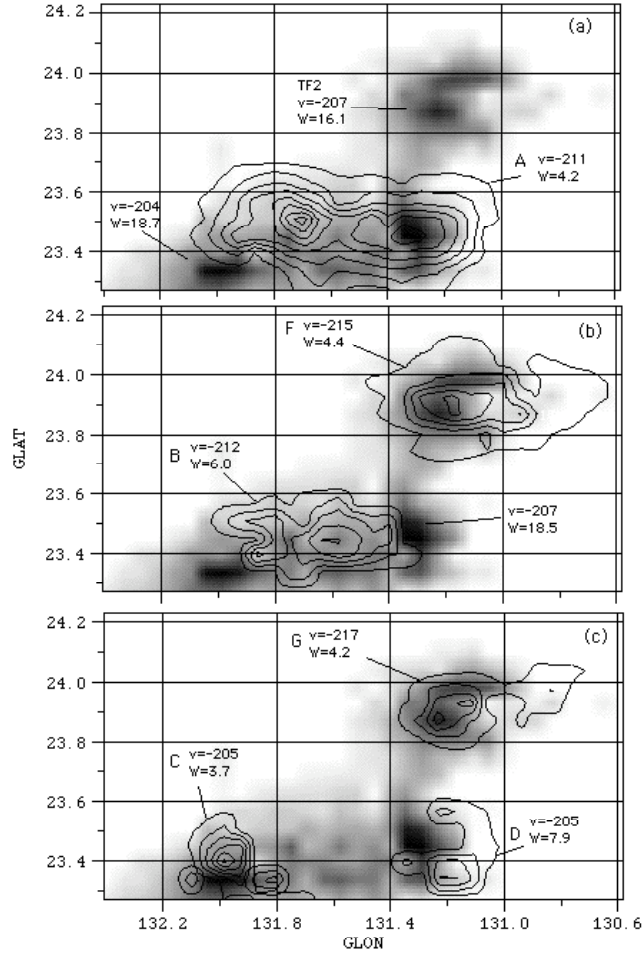 24.2
(a)
24.0
TF2
v=-207
W=16.1
23.8
A v=-211
W=4.2
23.6
v=-204
W=18.7
23.4
24.2
F v=-215
W=4.4
(b)
24.0
GLAT
23.8
B v=-212
W=6.0
23.6
v=-207
W=18.5
23.4
24.2
G v=-217
W=4.2
(c)
24.0
23.8
C v=-205
W=3.7
23.6
D v=-205
W=7.9
23.4
132.2 131.8 131.4 131.0 130.6
GLON